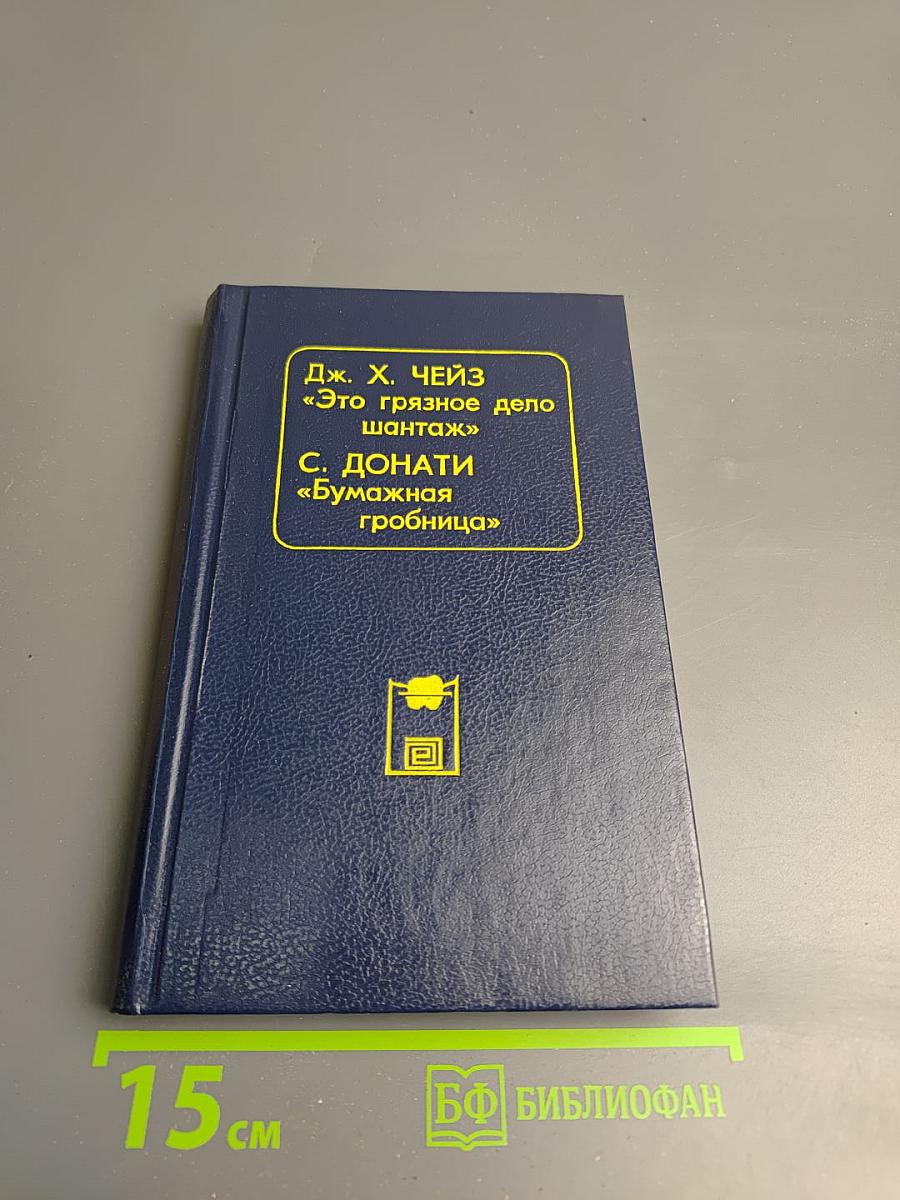 Дж. Х. ЧЕЙЗ
«Это грязное дело
шантаж»
С. ДОНАТИ
«Бумажная
гробница»
15 см
БФ БИБЛИОФАН